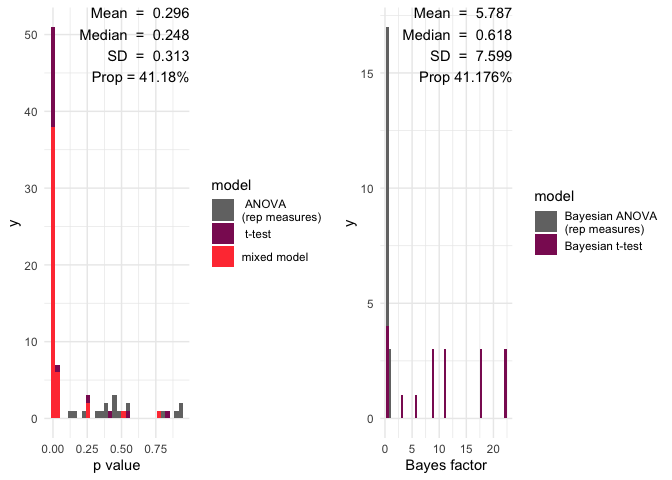 Mean = 0.296
Median = 0.248
SD = 0.313
Prop = 41.18%
50
40
30
20
10
0
y
0.00 0.25 0.50 0.75
p value
model
ANOVA
(rep measures)
t-test
mixed model
Mean = 5.787
Median = 0.618
SD = 7.599
Prop 41.176%
15
10
5
0
y
0 5 10 15 20
Bayes factor
model
Bayesian ANOVA
(rep measures)
Bayesian t-test